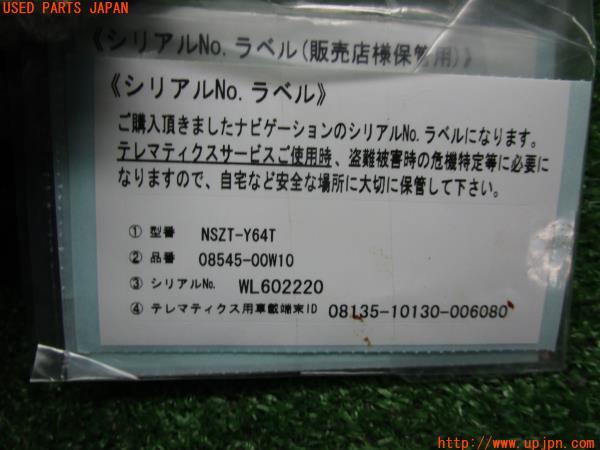 USED PARTS JAPAN
《シリアルNo. ラベル(販売店様保管用)》
《シリアルNo. ラベル》
ご購入頂きましたナビゲーションのシリアルNo. ラベルになります。
テレマティクスサービスご使用時、盗難被害時の危機特定等に必要に
なりますので、自宅など安全な場所に大切に保管して下さい。
① 型番 NSZT-Y64T
② 品番 08545-00W10
③ シリアルNo. WL602220
④ テレマティクス用車載端末ID 08135-10130-006080
http://www.upjpn.com/